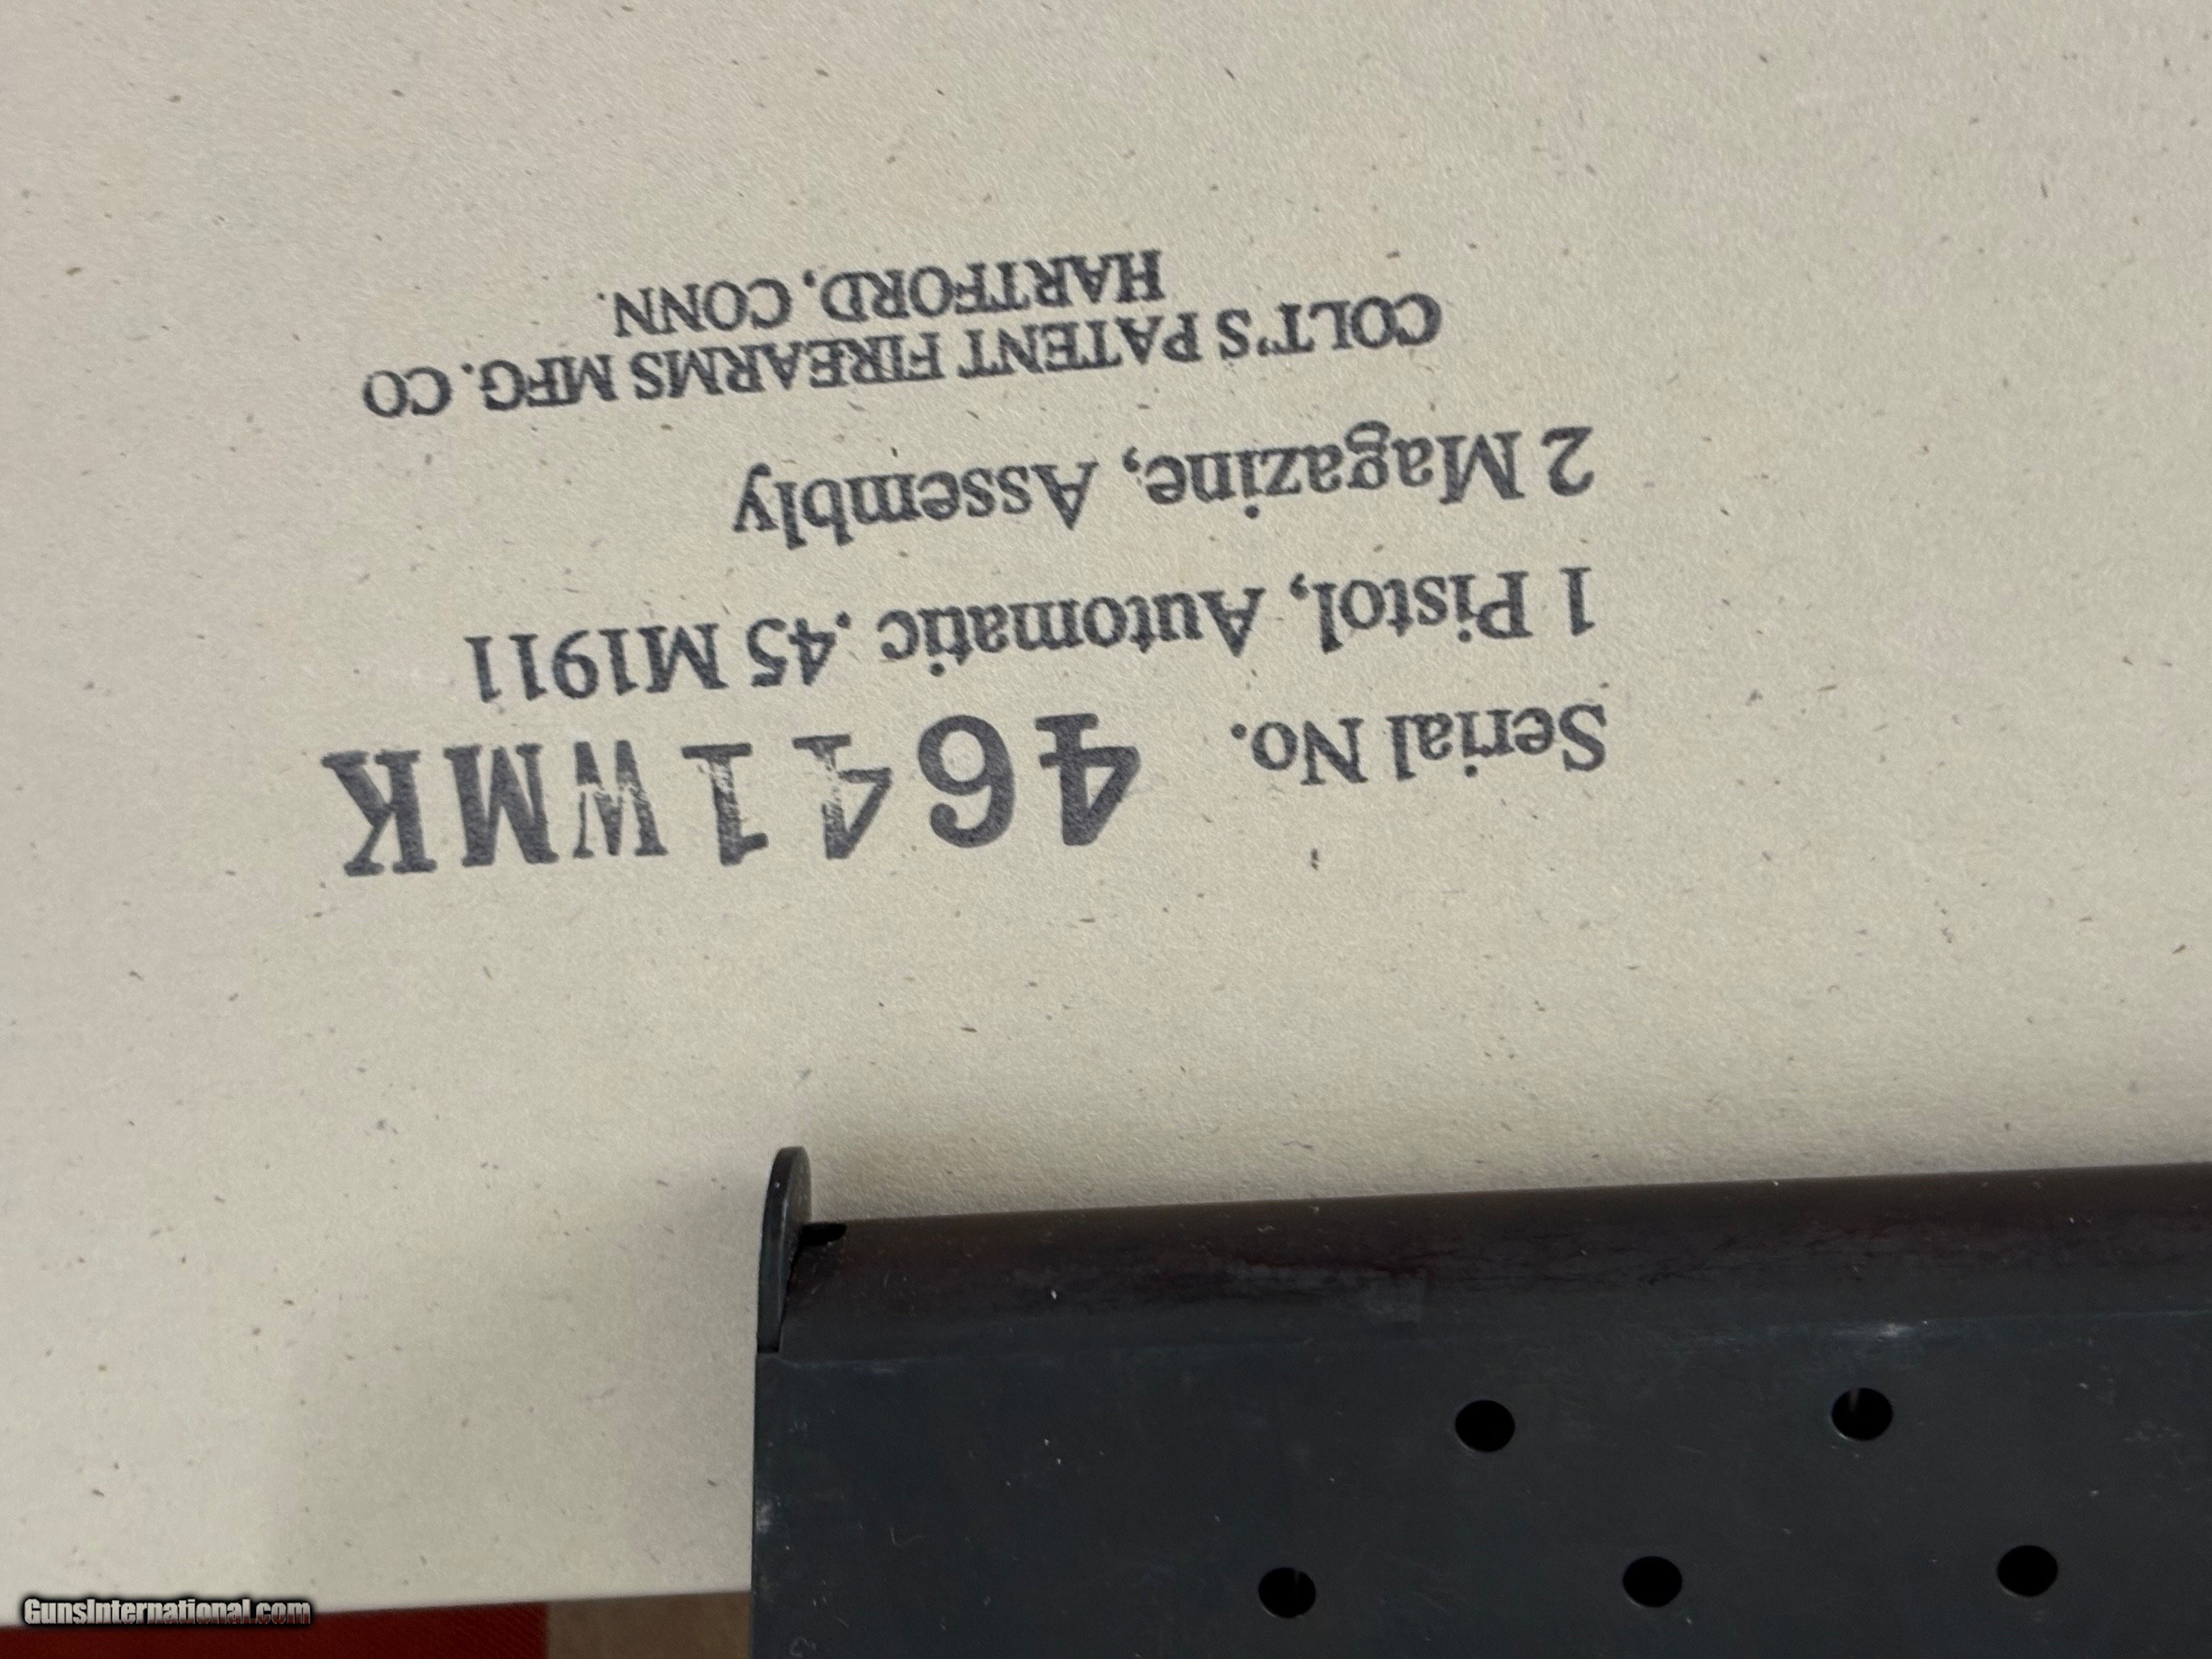 Serial No. 4641WMK
1 Pistol, Automatic .45 M1911
2 Magazine, Assembly
COLT'S PATENT FIREARMS MFG. CO
HARTFORD, CONN.
GunsInternational.com